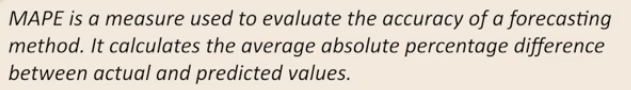 MAPE is a measure used to evaluate the accuracy of a forecasting
method. It calculates the average absolute percentage difference
between actual and predicted values.